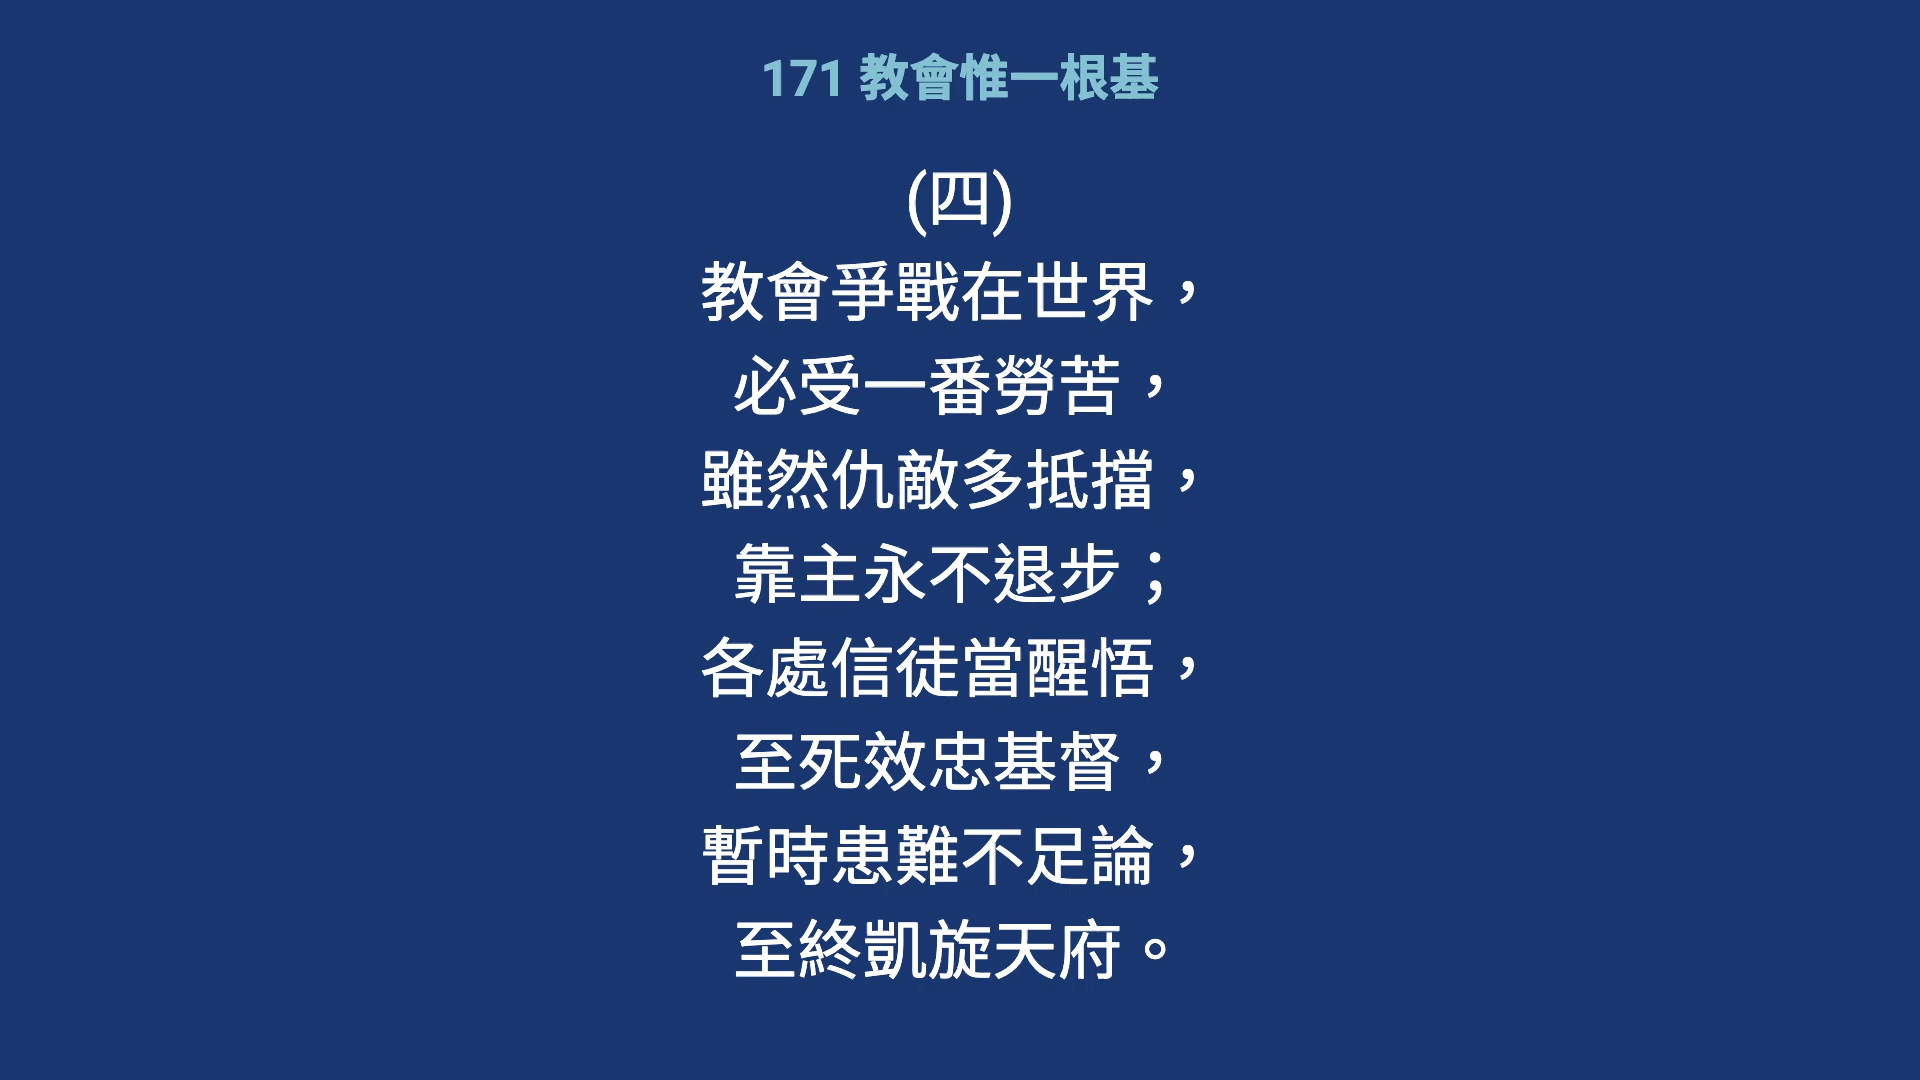 171 教會惟一根基
(四)
教會爭戰在世界，
必受一番勞苦，
雖然仇敵多抵擋，
靠主永不退步；
各處信徒當醒悟，
至死效忠基督，
暫時患難不足論，
至終凱旋天府。